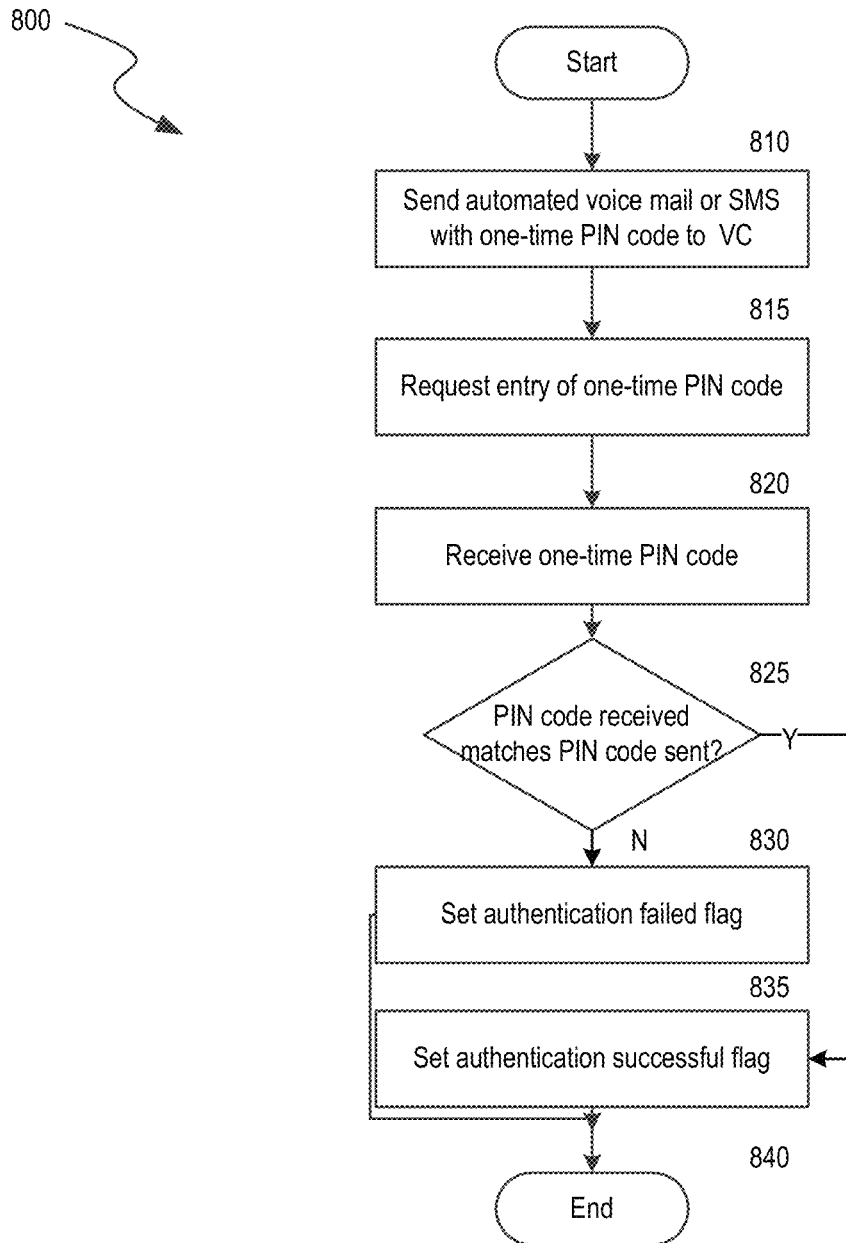 800
Start
810
Send automated voice mail or SMS
with one-time PIN code to VC
815
Request entry of one-time PIN code
820
Receive one-time PIN code
825
PIN code received
matches PIN code sent?
Y
N
830
Set authentication failed flag
835
Set authentication successful flag
840
End